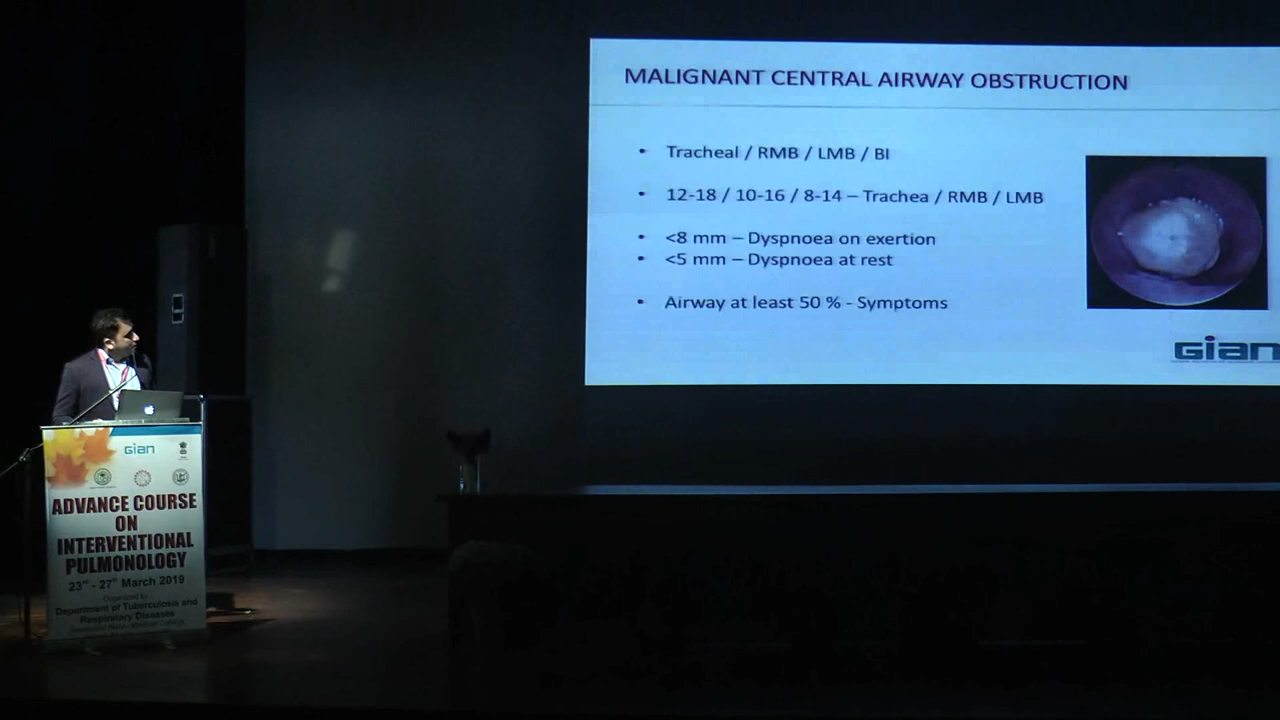 MALIGNANT CENTRAL AIRWAY OBSTRUCTION
• Tracheal / RMB / LMB / BI
• 12-18 / 10-16 / 8-14 – Trachea / RMB / LMB
• <8 mm – Dyspnoea on exertion
• <5 mm – Dyspnoea at rest
• Airway at least 50 % - Symptoms
GIAN
GIAN
ADVANCE COURSE
ON
INTERVENTIONAL
PULMONOLOGY
23rd - 27th March 2019
Organized by
Department of Tuberculosis and
Respiratory Diseases
Medical College,